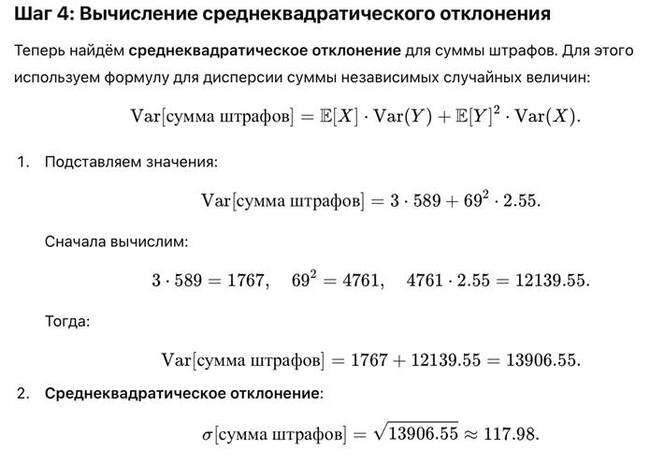 Шаг 4: Вычисление среднеквадратического отклонения
Теперь найдём среднеквадратическое отклонение для суммы штрафов. Для этого
используем формулу для дисперсии суммы независимых случайных величин:
Var[сумма штрафов] = 𝔼[X] · Var(Y) + 𝔼[Y]² · Var(X).
1. Подставляем значения:
Var[сумма штрафов] = 3 · 589 + 69² · 2.55.
Сначала вычислим:
3 · 589 = 1767, 69² = 4761, 4761 · 2.55 = 12139.55.
Тогда:
Var[сумма штрафов] = 1767 + 12139.55 = 13906.55.
2. Среднеквадратическое отклонение:
σ[сумма штрафов] = √13906.55 ≈ 117.98.